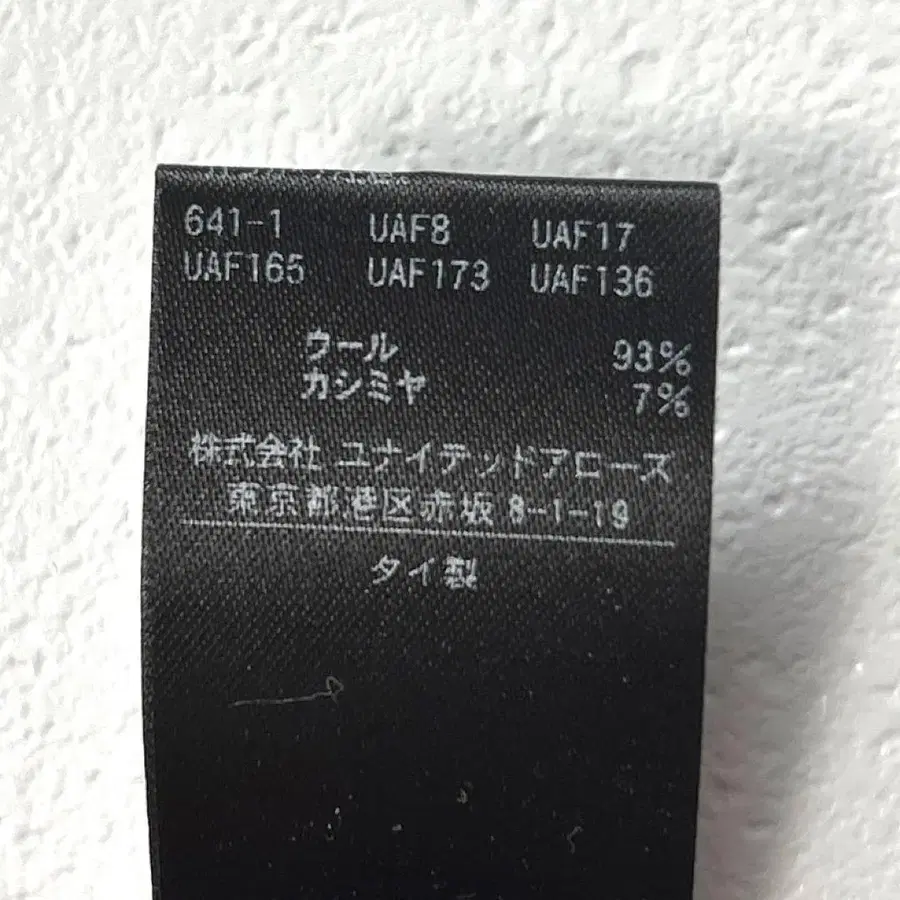 641-1 UAF8 UAF17
UAF165 UAF173 UAF136
ウール 93%
カシミヤ 7%
株式会社 ユナイテッドアローズ
東京都港区赤坂 8-1-19
タイ製